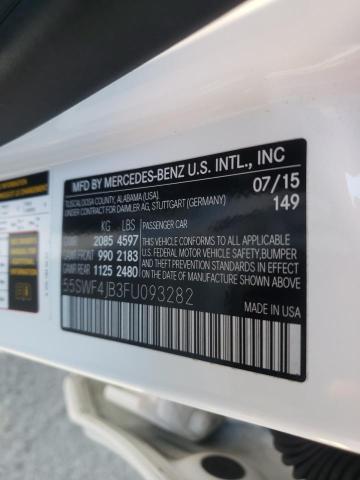 MFD BY MERCEDES-BENZ U.S. INTL., INC
TUSCALOOSA COUNTY, ALABAMA (USA)
UNDER CONTRACT FOR DAIMLER AG, STUTTGART (GERMANY)
07/15
149
KG LBS
GVWR 2085 4597
GAWR FRONT 990 2183
GAWR REAR 1125 2480
PASSENGER CAR
THIS VEHICLE CONFORMS TO ALL APPLICABLE
U.S. FEDERAL MOTOR VEHICLE SAFETY, BUMPER
AND THEFT PREVENTION STANDARDS IN EFFECT
ON THE DATE OF MANUFACTURE SHOWN ABOVE.
55SWF4JB3FU093282
MADE IN USA